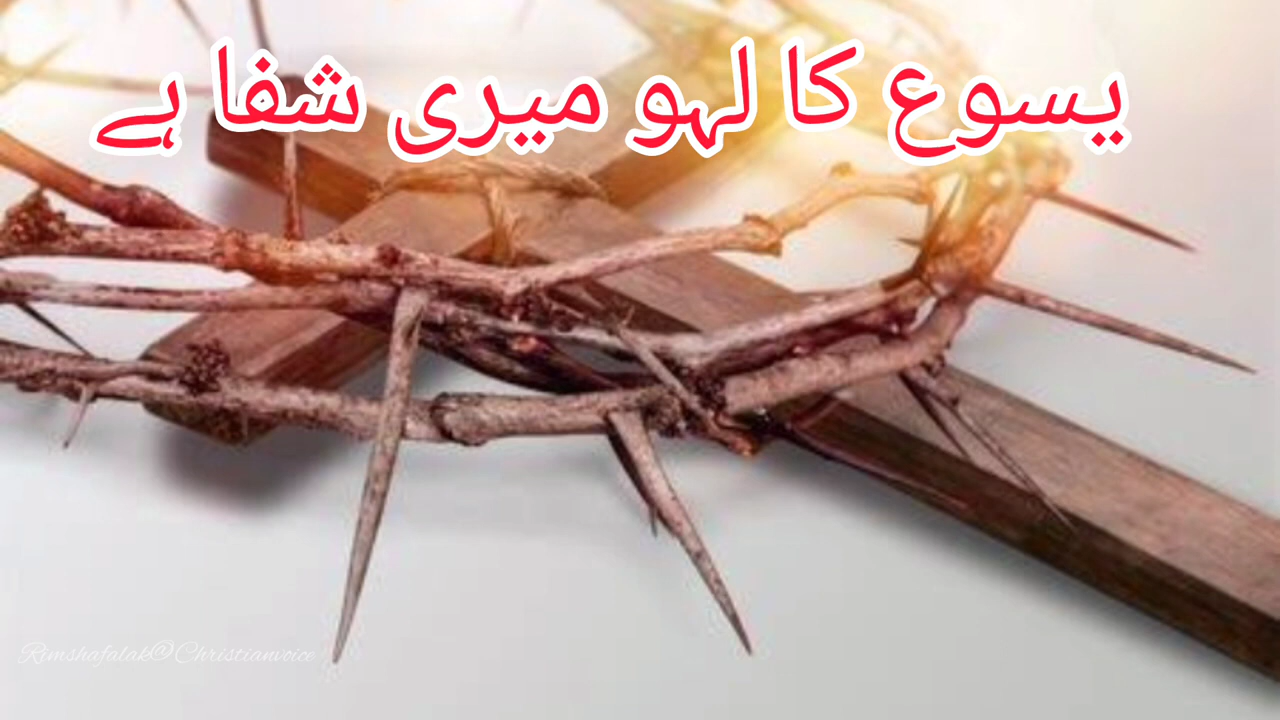 یسوع کا لہو میری شفا ہے
Rimshafalak@Christianvoice